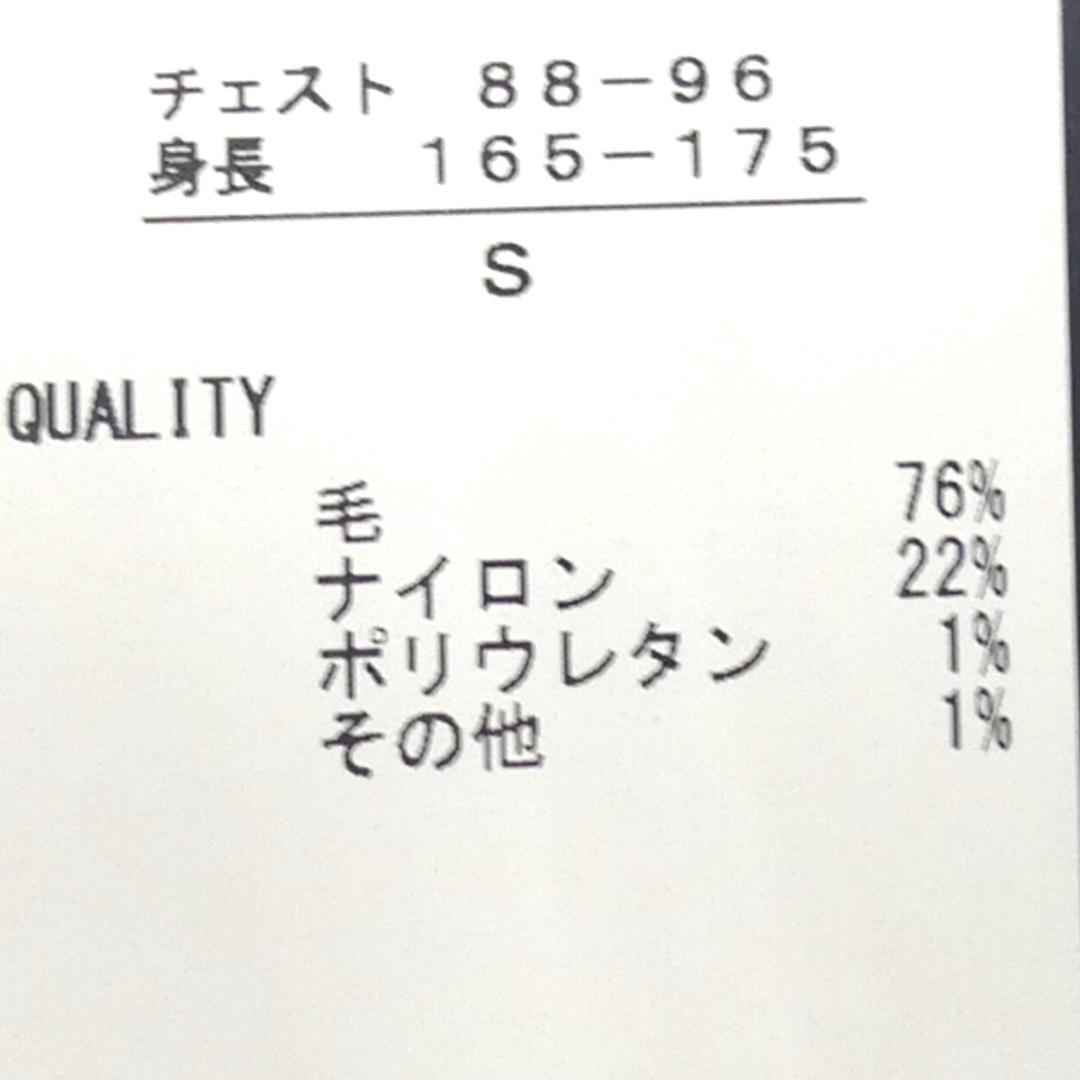 チェスト 88-96
身長 165-175
S
QUALITY
毛 76%
ナイロン 22%
ポリウレタン 1%
その他 1%